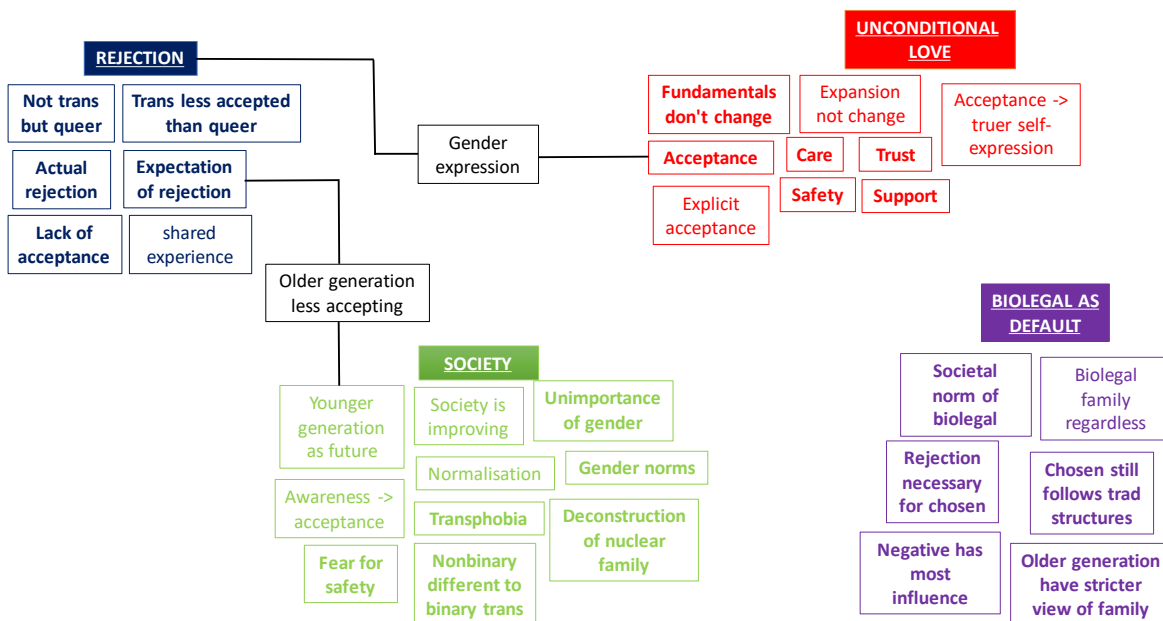 REJECTION
Not trans
but queer
Trans less accepted
than queer
Actual
rejection
Expectation
of rejection
Lack of
acceptance
shared
experience
Gender
expression
UNCONDITIONAL
LOVE
Fundamentals
don't change
Expansion
not change
Acceptance ->
truer self-
expression
Acceptance
Care
Trust
Explicit
acceptance
Safety
Support
Older generation
less accepting
SOCIETY
Younger
generation
as future
Society is
improving
Unimportance
of gender
Normalisation
Gender norms
Awareness ->
acceptance
Transphobia
Deconstruction
of nuclear
family
Fear for
safety
Nonbinary
different to
binary trans
BIOLEGAL AS
DEFAULT
Societal
norm of
biolegal
Biolegal
family
regardless
Rejection
necessary
for chosen
Chosen still
follows trad
structures
Negative has
most
influence
Older generation
have stricter
view of family